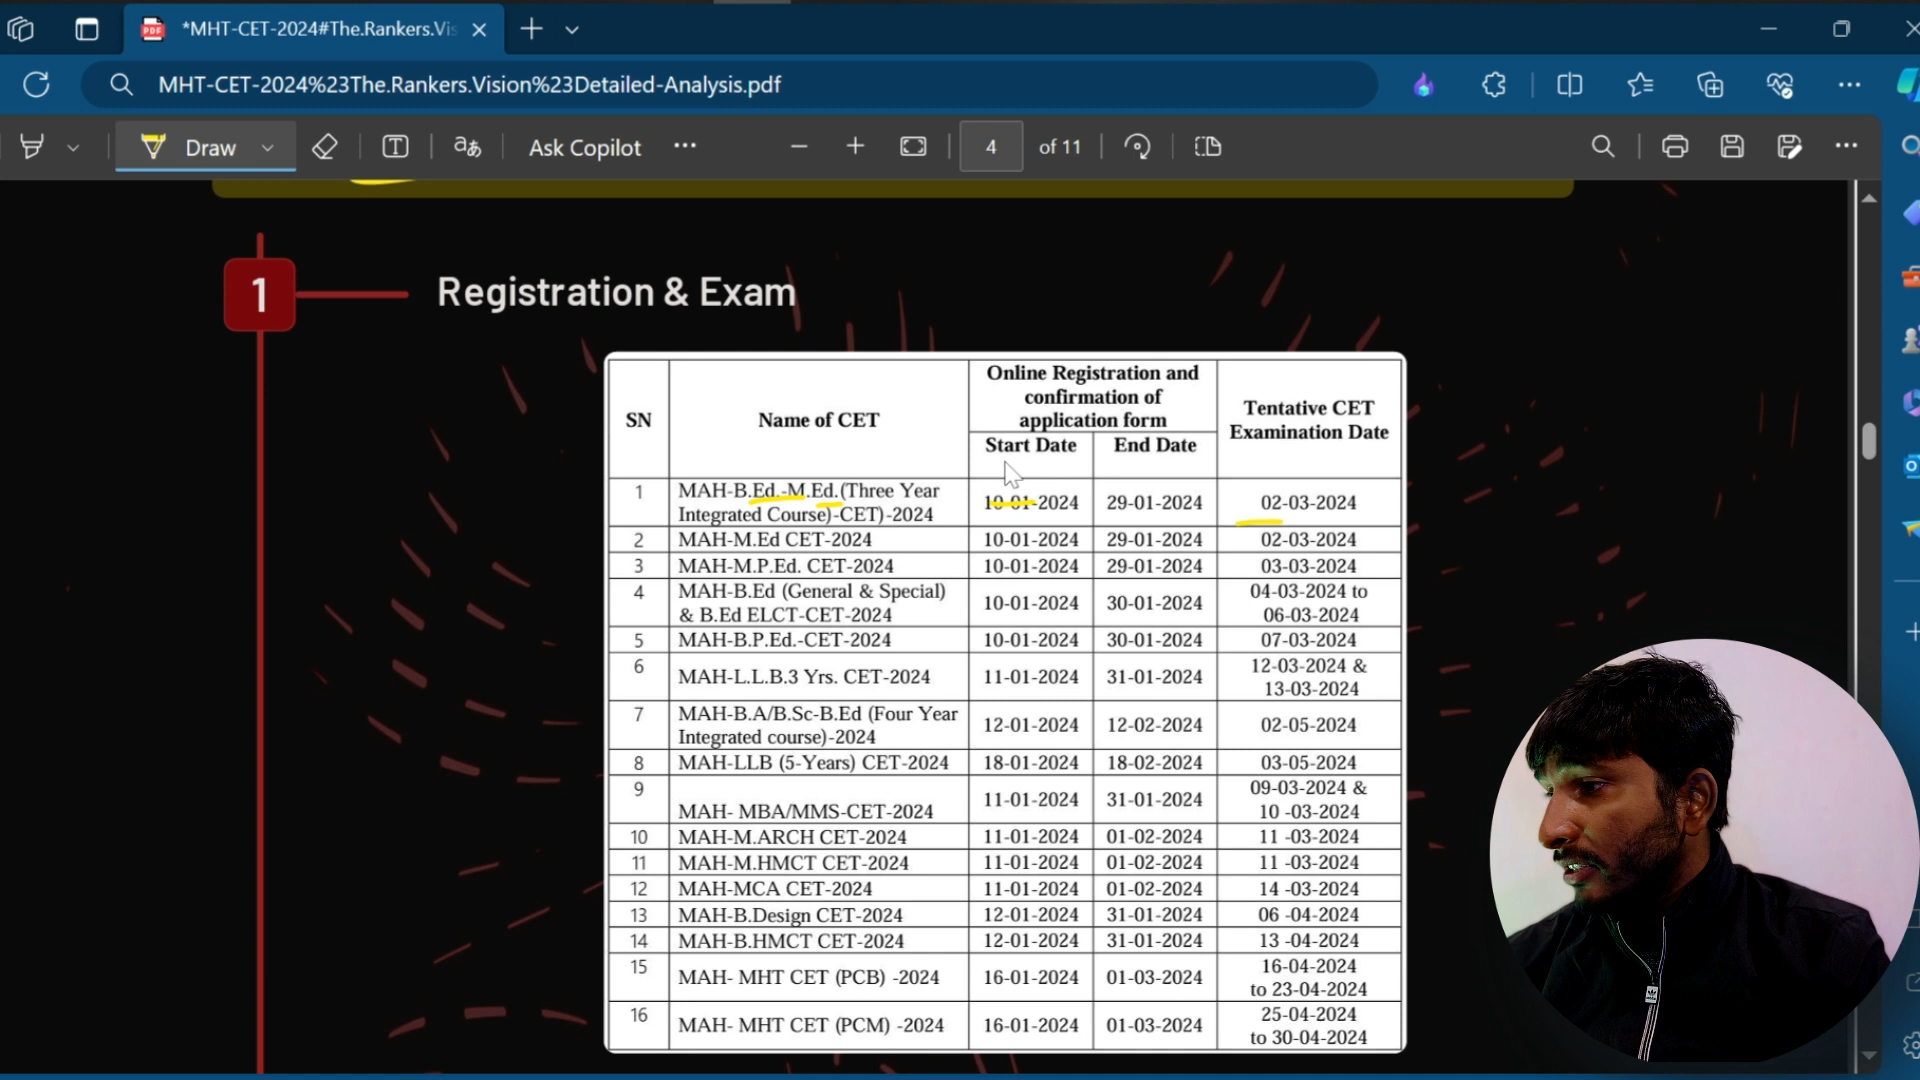 *MHT-CET-2024#The.Rankers.Vis
MHT-CET-2024%23The.Rankers.Vision%23Detailed-Analysis.pdf
Draw
Ask Copilot
4 of 11
1
Registration & Exam
SN Name of CET Online Registration and confirmation of application form Tentative CET Examination Date
Start Date End Date
1 MAH-B.Ed.-M.Ed.(Three Year Integrated Course)-CET)-2024 10-01-2024 29-01-2024 02-03-2024
2 MAH-M.Ed CET-2024 10-01-2024 29-01-2024 02-03-2024
3 MAH-M.P.Ed. CET-2024 10-01-2024 29-01-2024 03-03-2024
4 MAH-B.Ed (General & Special) & B.Ed ELCT-CET-2024 10-01-2024 30-01-2024 04-03-2024 to 06-03-2024
5 MAH-B.P.Ed.-CET-2024 10-01-2024 30-01-2024 07-03-2024
6 MAH-L.L.B.3 Yrs. CET-2024 11-01-2024 31-01-2024 12-03-2024 & 13-03-2024
7 MAH-B.A/B.Sc-B.Ed (Four Year Integrated course)-2024 12-01-2024 12-02-2024 02-05-2024
8 MAH-LLB (5-Years) CET-2024 18-01-2024 18-02-2024 03-05-2024
9 MAH- MBA/MMS-CET-2024 11-01-2024 31-01-2024 09-03-2024 & 10 -03-2024
10 MAH-M.ARCH CET-2024 11-01-2024 01-02-2024 11 -03-2024
11 MAH-M.HMCT CET-2024 11-01-2024 01-02-2024 11 -03-2024
12 MAH-MCA CET-2024 11-01-2024 01-02-2024 14 -03-2024
13 MAH-B.Design CET-2024 12-01-2024 31-01-2024 06 -04-2024
14 MAH-B.HMCT CET-2024 12-01-2024 31-01-2024 13 -04-2024
15 MAH- MHT CET (PCB) -2024 16-01-2024 01-03-2024 16-04-2024 to 23-04-2024
16 MAH- MHT CET (PCM) -2024 16-01-2024 01-03-2024 25-04-2024 to 30-04-2024